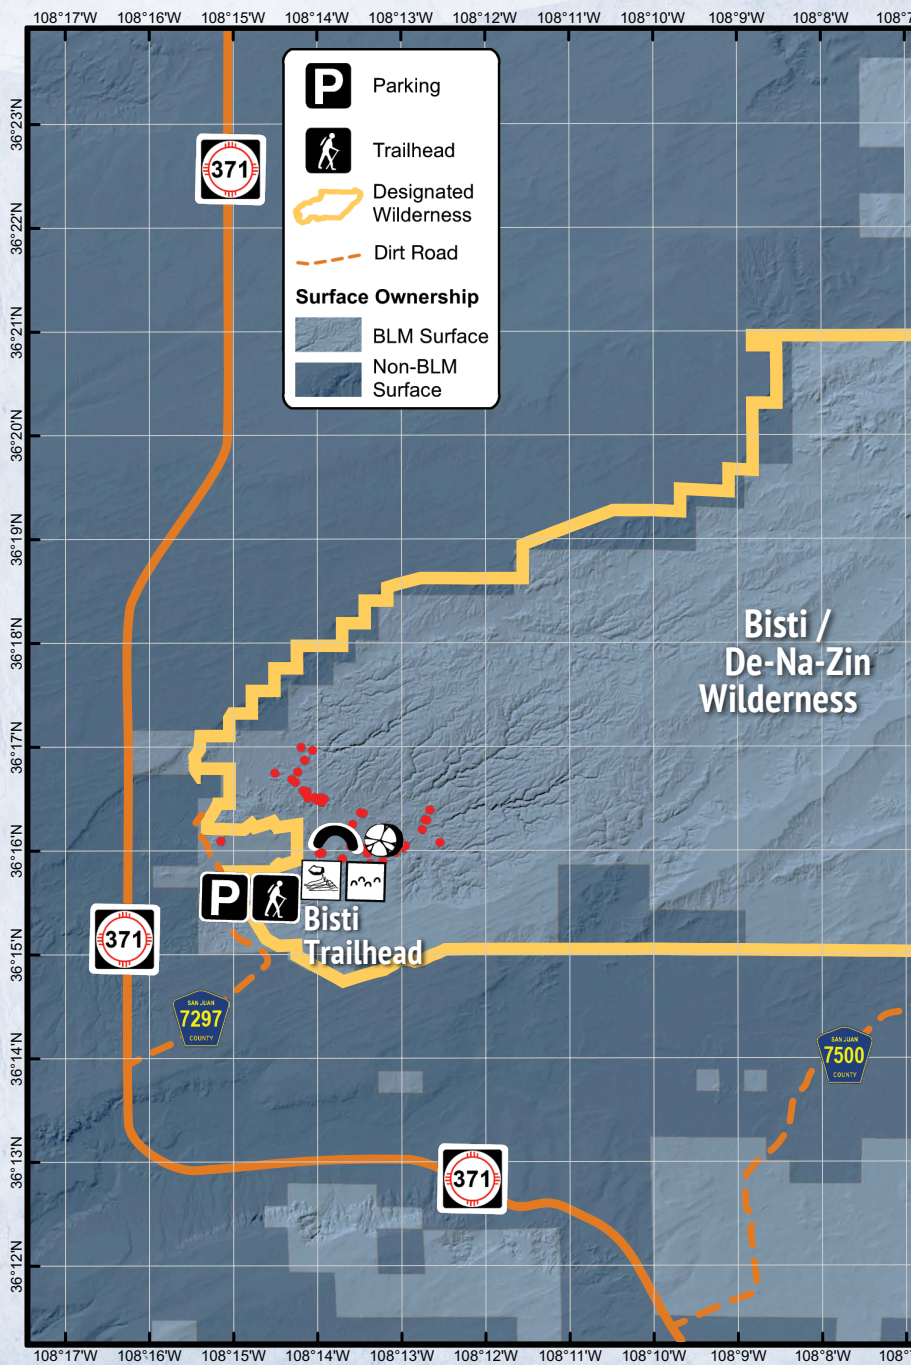 108°17'W 108°16'W 108°15'W 108°14'W 108°13'W 108°12'W 108°11'W 108°10'W 108°9'W 108°8'W
36°23'N
36°22'N
36°21'N
36°20'N
36°19'N
36°18'N
36°17'N
36°16'N
36°15'N
36°14'N
36°13'N
36°12'N
P
Parking
Trailhead
Designated
Wilderness
Dirt Road
Surface Ownership
BLM Surface
Non-BLM
Surface
371
Bisti /
De-Na-Zin
Wilderness
P
Bisti
Trailhead
371
SAN JUAN
7297
COUNTY
SAN JUAN
7500
COUNTY
371
108°17'W 108°16'W 108°15'W 108°14'W 108°13'W 108°12'W 108°11'W 108°10'W 108°9'W 108°8'W